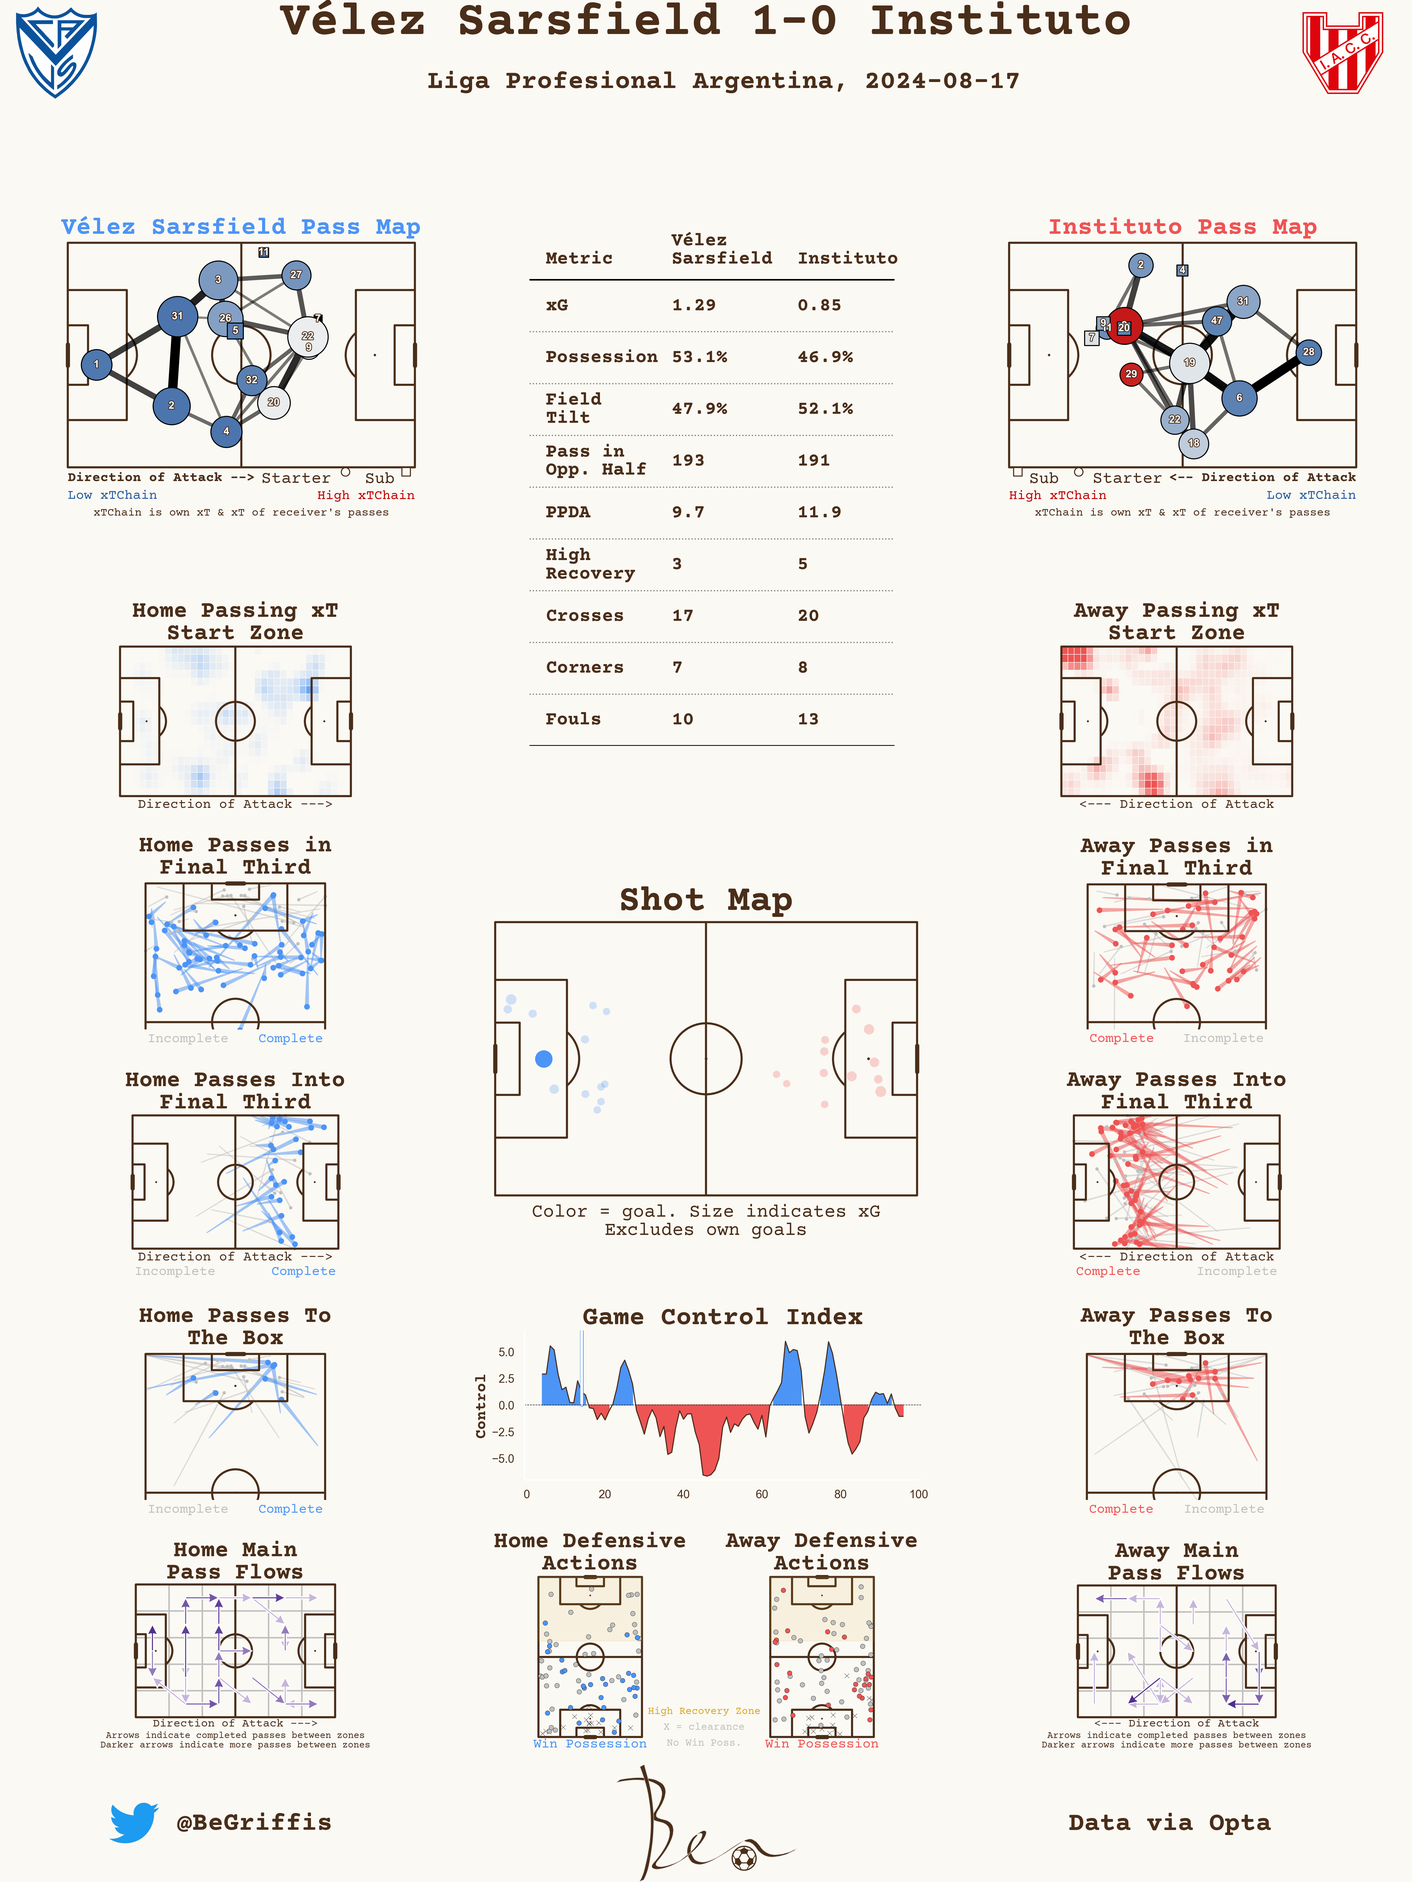 Vélez Sarsfield 1-0 Instituto
Liga Profesional Argentina, 2024-08-17
I.A.C.C.
Vélez Sarsfield Pass Map
11
3
27
31
26
5
7
22
9
1
32
2
20
4
Direction of Attack --> Starter Sub
Low xTChain High xTChain
xTChain is own xT & xT of receiver's passes
Metric Vélez Sarsfield Instituto
xG 1.29 0.85
Possession 53.1% 46.9%
Field Tilt 47.9% 52.1%
Pass in Opp. Half 193 191
PPDA 9.7 11.9
High Recovery 3 5
Crosses 17 20
Corners 7 8
Fouls 10 13
Instituto Pass Map
2
4
31
9
20
47
7
28
19
29
6
22
18
Sub Starter <-- Direction of Attack
High xTChain Low xTChain
xTChain is own xT & xT of receiver's passes
Home Passing xT
Start Zone
Direction of Attack --->
Away Passing xT
Start Zone
<--- Direction of Attack
Home Passes in
Final Third
Incomplete Complete
Away Passes in
Final Third
Complete Incomplete
Shot Map
Color = goal. Size indicates xG
Excludes own goals
Home Passes Into
Final Third
Direction of Attack --->
Incomplete Complete
Away Passes Into
Final Third
<--- Direction of Attack
Complete Incomplete
Home Passes To
The Box
Incomplete Complete
Game Control Index
Control
5.0
2.5
0.0
−2.5
−5.0
0 20 40 60 80 100
Away Passes To
The Box
Complete Incomplete
Home Main
Pass Flows
Direction of Attack --->
Arrows indicate completed passes between zones
Darker arrows indicate more passes between zones
Home Defensive
Actions
Win Possession
Away Defensive
Actions
Win Possession
High Recovery Zone
X = clearance
No Win Poss.
Away Main
Pass Flows
<--- Direction of Attack
Arrows indicate completed passes between zones
Darker arrows indicate more passes between zones
@BeGriffis
Ben
Data via Opta